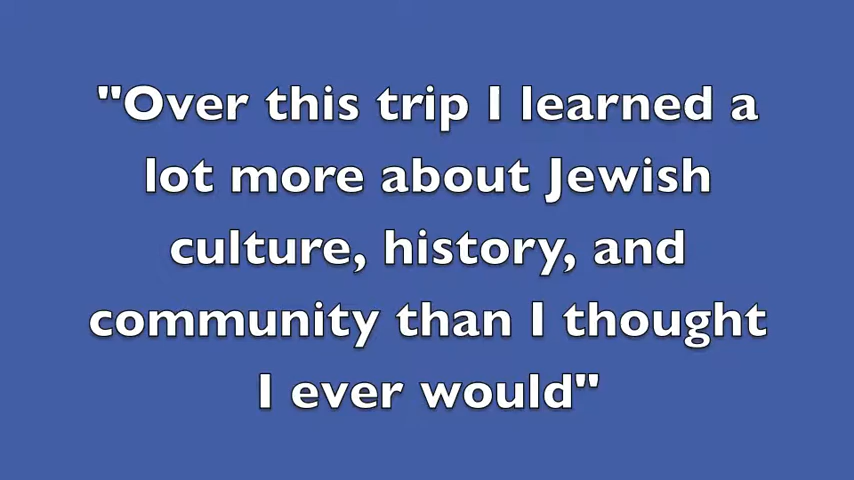 "Over this trip I learned a
lot more about Jewish
culture, history, and
community than I thought
I ever would"